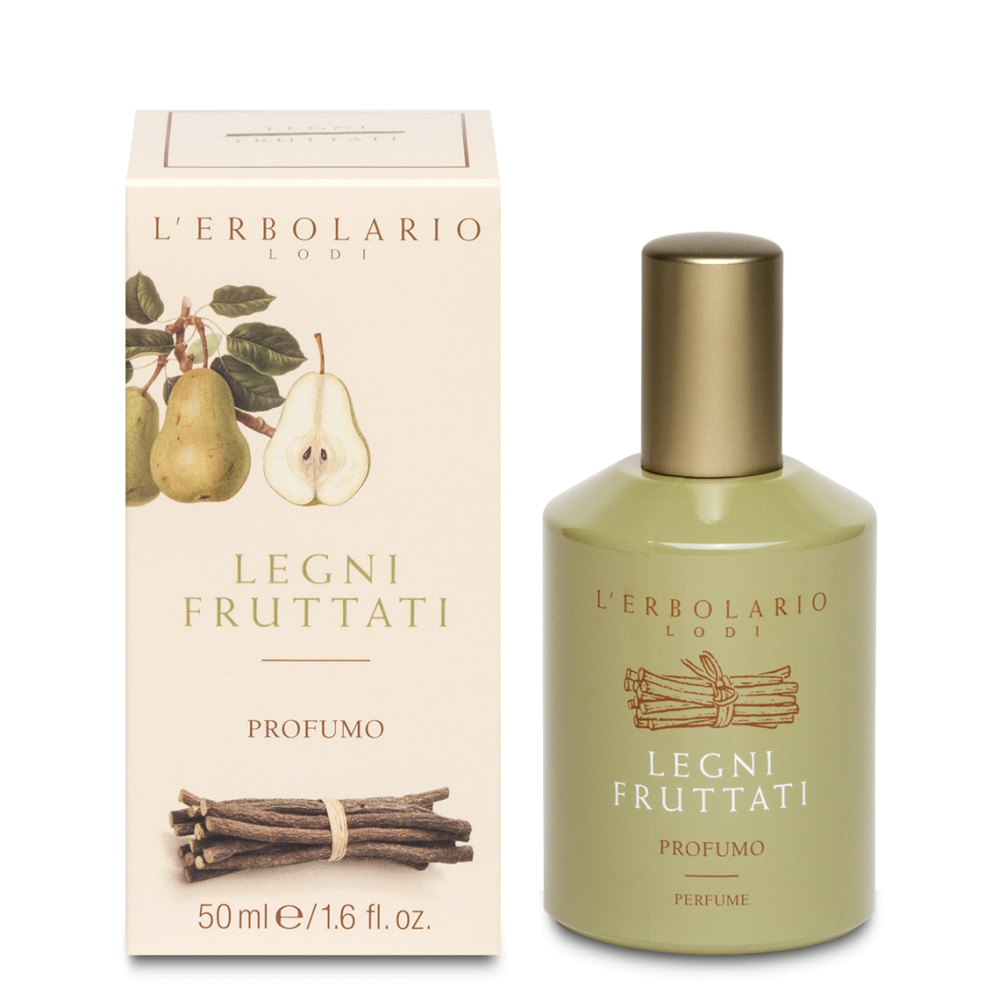 LEGNI
FRUTTATI
L'ERBOLARIO
LODI
LEGNI
FRUTTATI
PROFUMO
50 ml e/1.6 fl. oz.
L'ERBOLARIO
LODI
LEGNI
FRUTTATI
PROFUMO
PERFUME